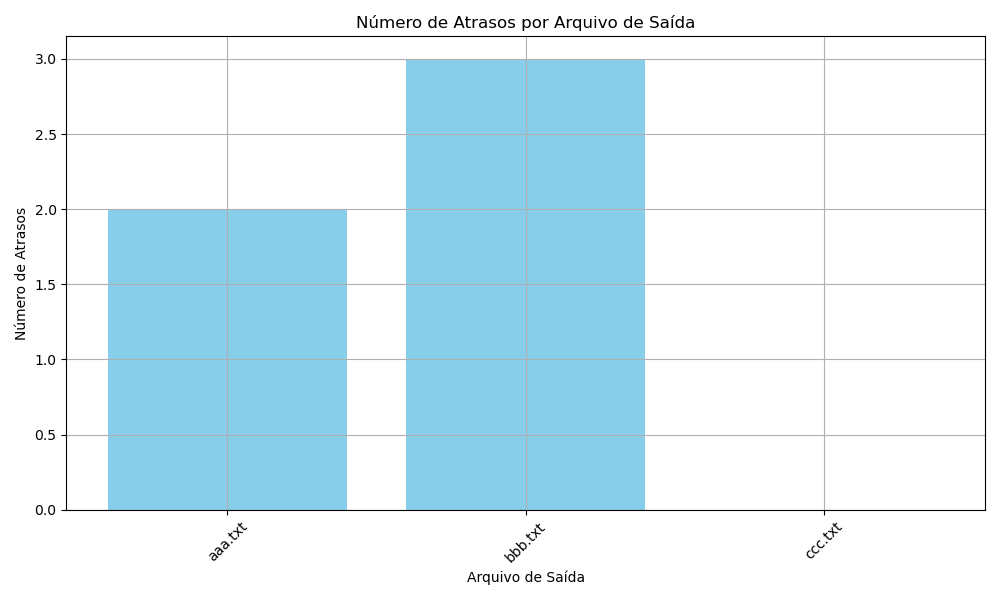 Número de Atrasos por Arquivo de Saída
Número de Atrasos
3.0
2.5
2.0
1.5
1.0
0.5
0.0
aaa.txt
bbb.txt
ccc.txt
Arquivo de Saída